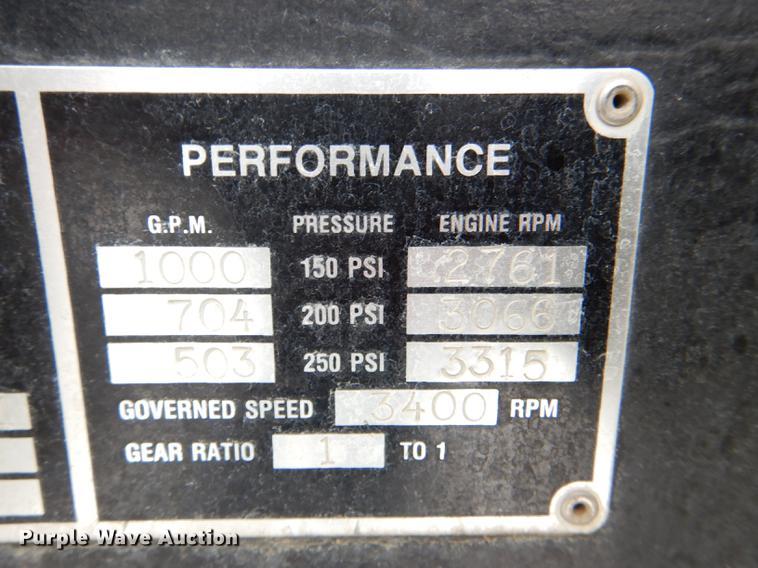 PERFORMANCE
G.P.M. PRESSURE ENGINE RPM
1000 150 PSI 2761
704 200 PSI 3066
503 250 PSI 3315
GOVERNED SPEED 3400 RPM
GEAR RATIO 1 TO 1
Purple Wave Auction